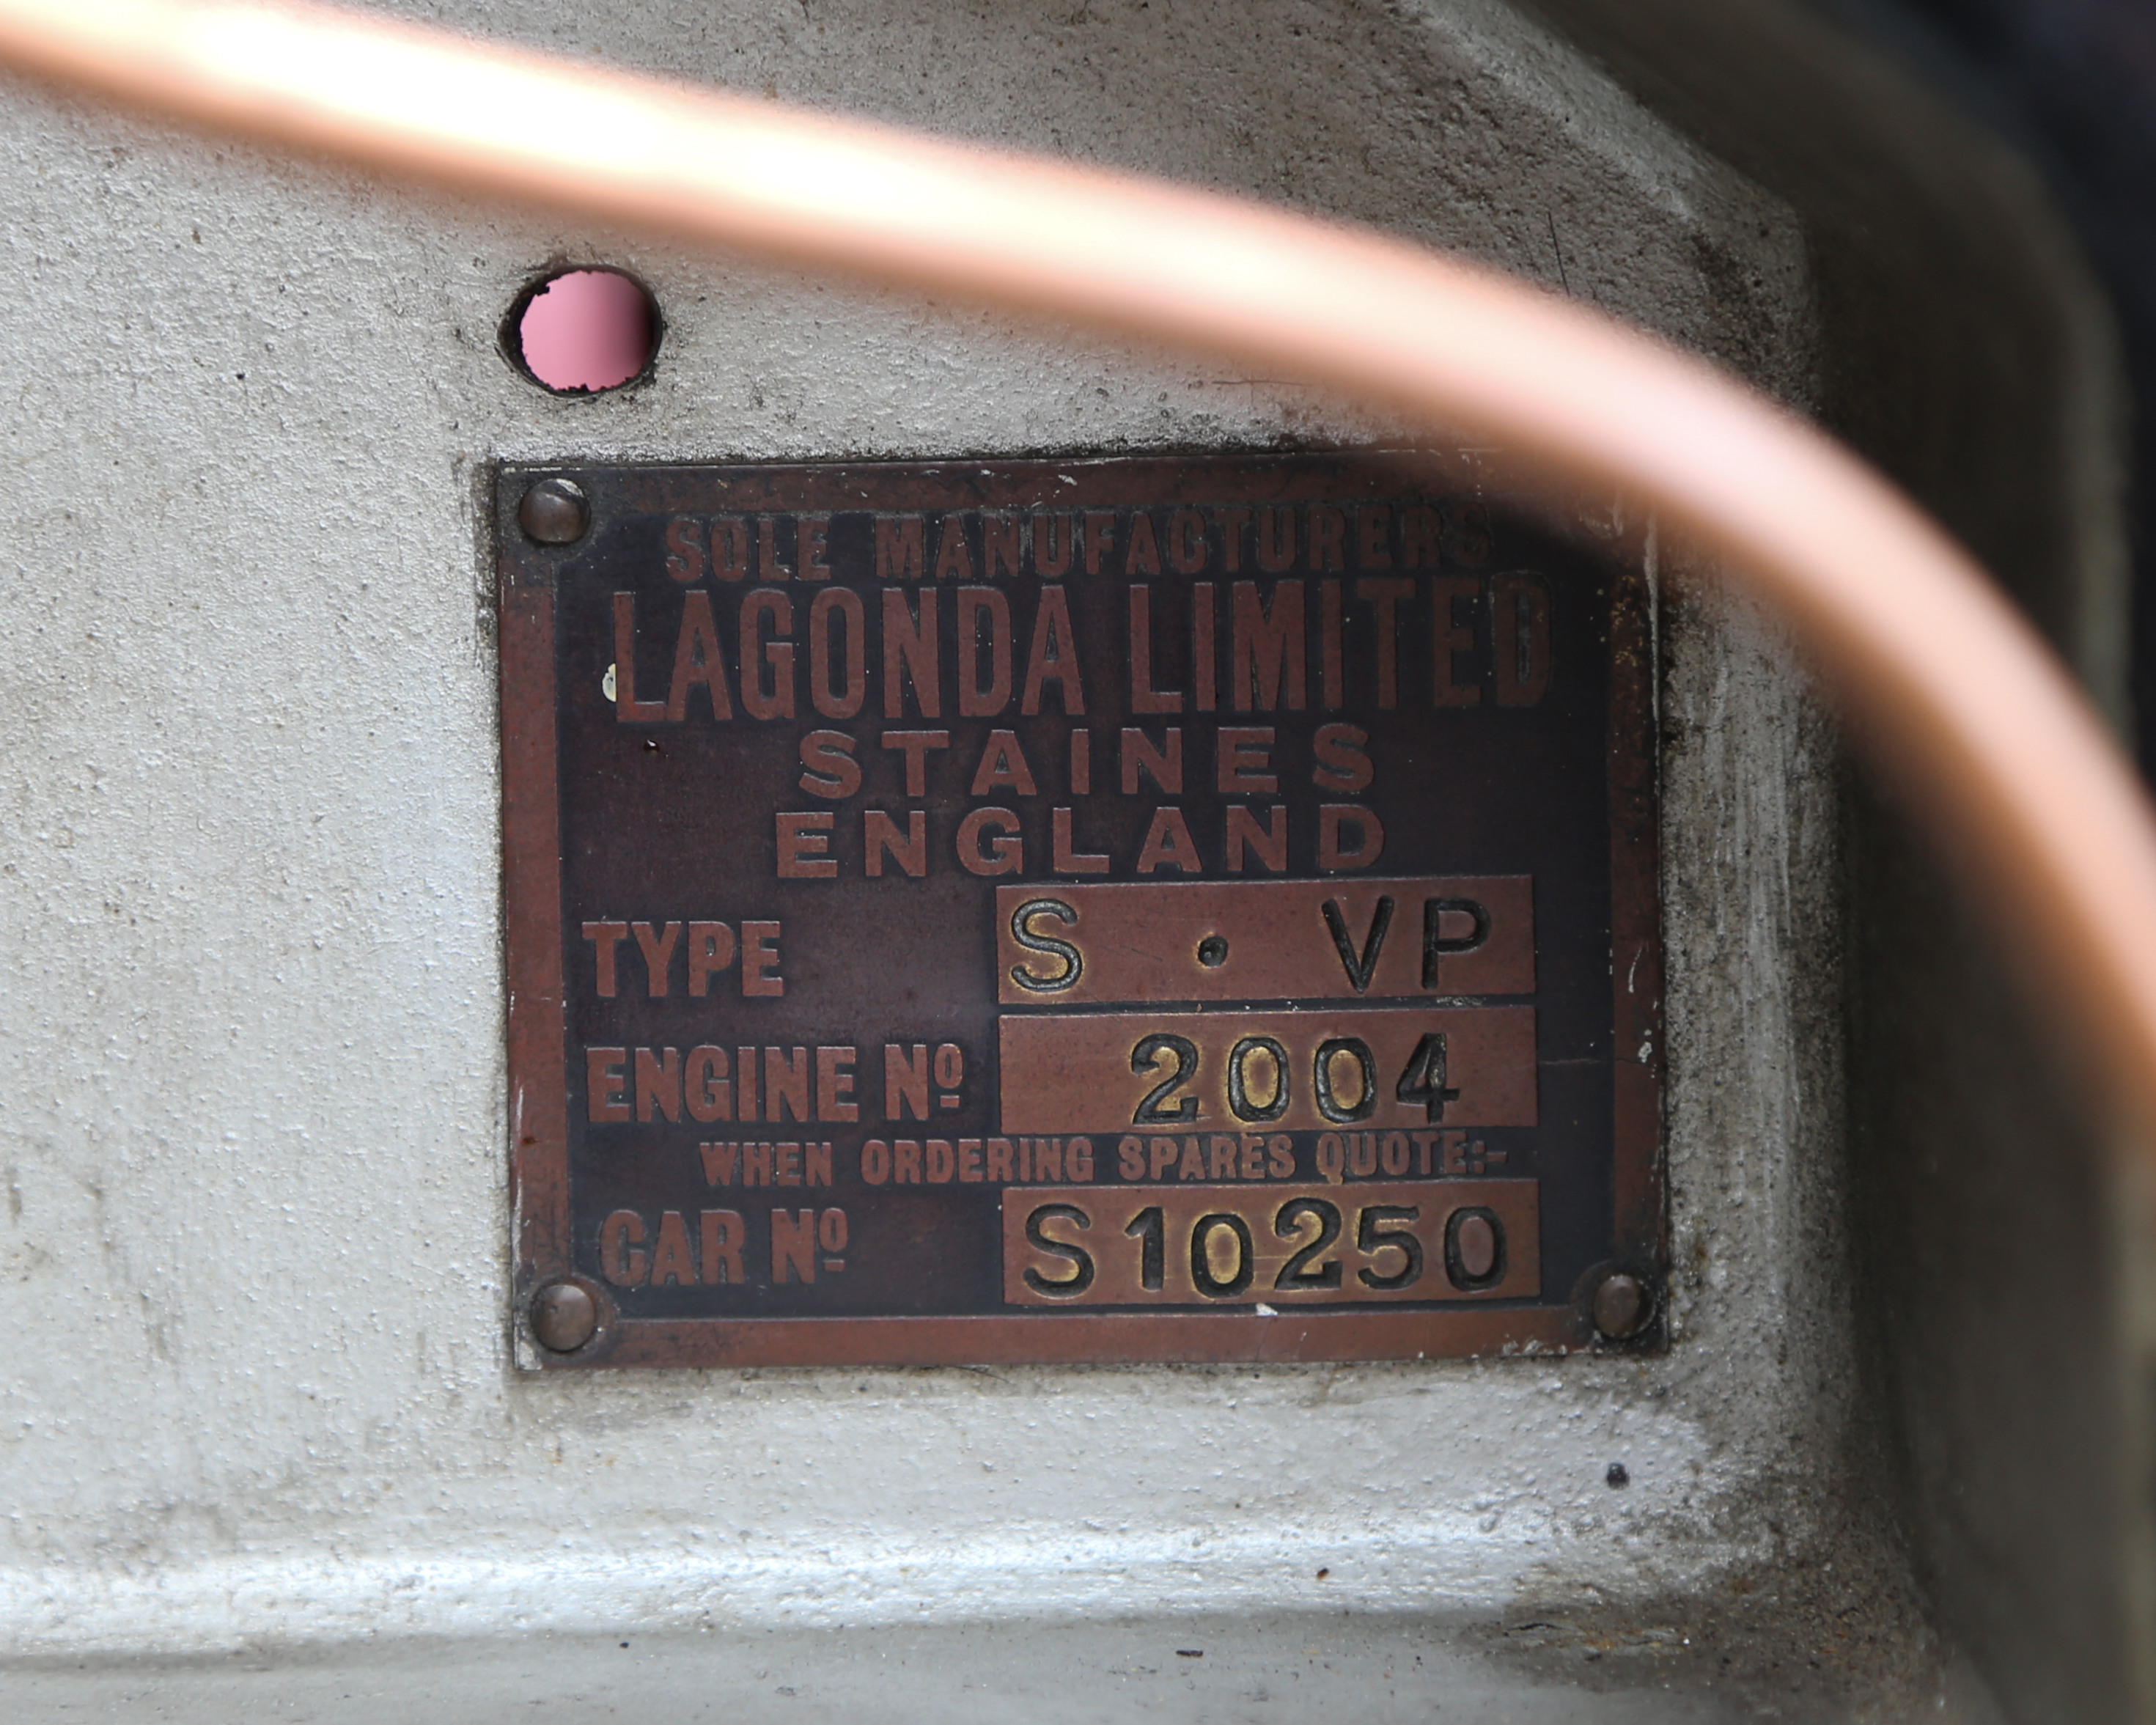 SOLE MANUFACTURERS
LAGONDA LIMITED
STAINES
ENGLAND
TYPE S · VP
ENGINE Nº 2004
WHEN ORDERING SPARES QUOTE:-
CAR Nº S10250